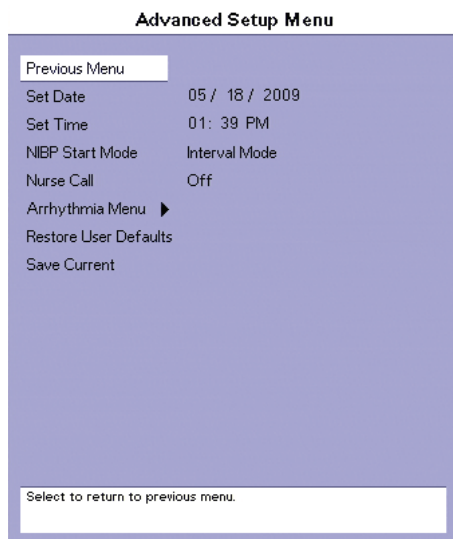 Advanced Setup Menu
Previous Menu
Set Date 05/ 18/ 2009
Set Time 01: 39 PM
NIBP Start Mode Interval Mode
Nurse Call Off
Arrhythmia Menu ▶
Restore User Defaults
Save Current
Select to return to previous menu.